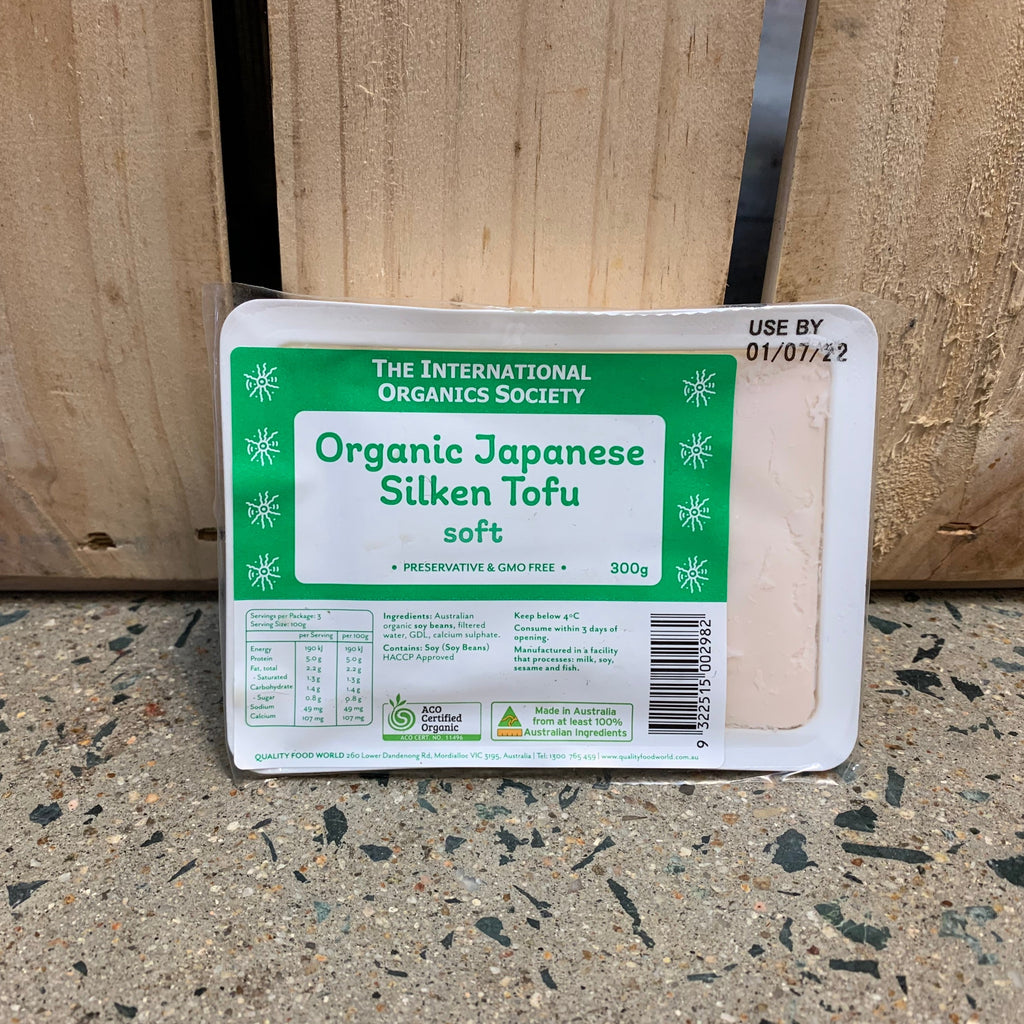 USE BY
01/07/22
THE INTERNATIONAL
ORGANICS SOCIETY
Organic Japanese
Silken Tofu
soft
• PRESERVATIVE & GMO FREE •
300g
Servings per Package: 3
Serving Size: 100g
per Serving per 100g
Energy 190 kJ 190 kJ
Protein 5.0 g 5.0 g
Fat, total 2.2 g 2.2 g
- Saturated 1.3 g 1.3 g
Carbohydrate 1.4 g 1.4 g
- Sugar 0.8 g 0.8 g
Sodium 49 mg 49 mg
Calcium 107 mg 107 mg
Ingredients: Australian
organic soy beans, filtered
water, GDL, calcium sulphate.
Contains: Soy (Soy Beans)
HACCP Approved
Keep below 4°C
Consume within 3 days of
opening.
Manufactured in a facility
that processes: milk, soy,
sesame and fish.
ACO
Certified
Organic
ACO CERT. NO. 11496
Made in Australia
from at least 100%
Australian Ingredients
9 322515 002982
QUALITY FOOD WORLD 260 Lower Dandenong Rd, Mordialloc VIC 3195, Australia | Tel: 1300 765 459 | www.qualityfoodworld.com.au